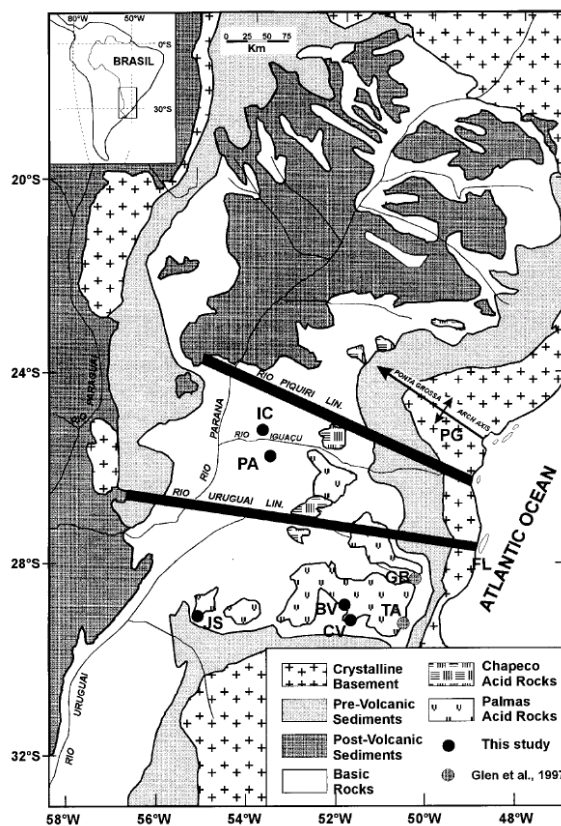 80°W
50°W
0°S
BRASIL
30°S
0 25 50 75
Km
20°S
24°S
28°S
32°S
PARAGUAI
RIO PIQUIRI LIN.
PONTA GROSSA ARCH AXIS
PG
IC
RIO IGUAÇU
PARANA
RIO
PA
RIO URUGUAI LIN.
ATLANTIC OCEAN
FL
GB
BV
TA
CV
JS
URUGUAI
RIO
Crystalline
Basement
Chapeco
Acid Rocks
Pre-Volcanic
Sediments
Palmas
Acid Rocks
Post-Volcanic
Sediments
This study
Basic
Rocks
Glen et al., 1997
58°W
56°W
54°W
52°W
50°W
48°W